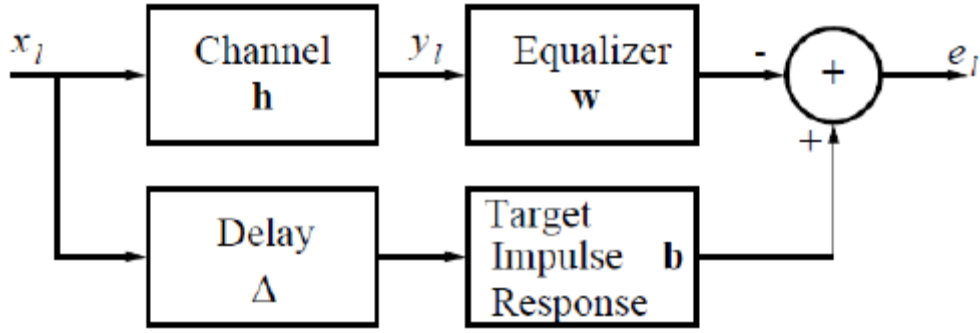 x_l
Channel
h
y_l
Equalizer
w
-
+
e_l
+
Delay
Δ
Target
Impulse b
Response